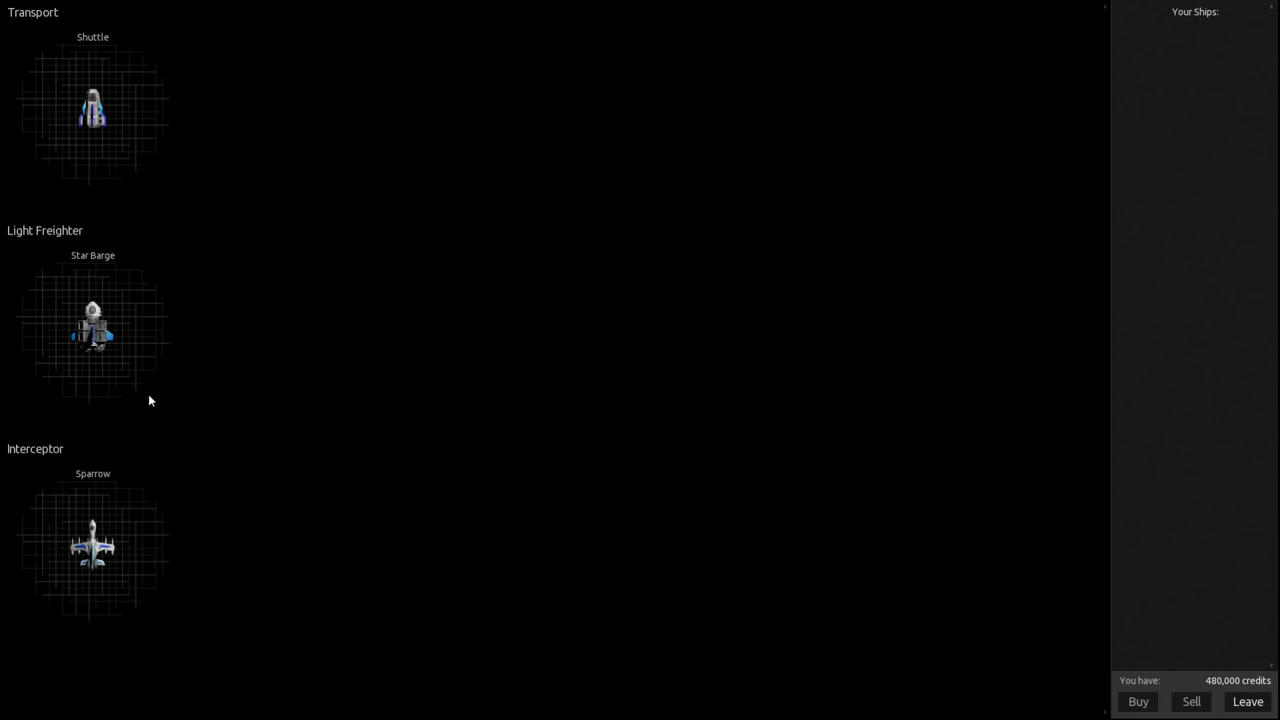 Transport
Shuttle
Light Freighter
Star Barge
Interceptor
Sparrow
Your Ships:
You have: 480,000 credits
Buy Sell Leave